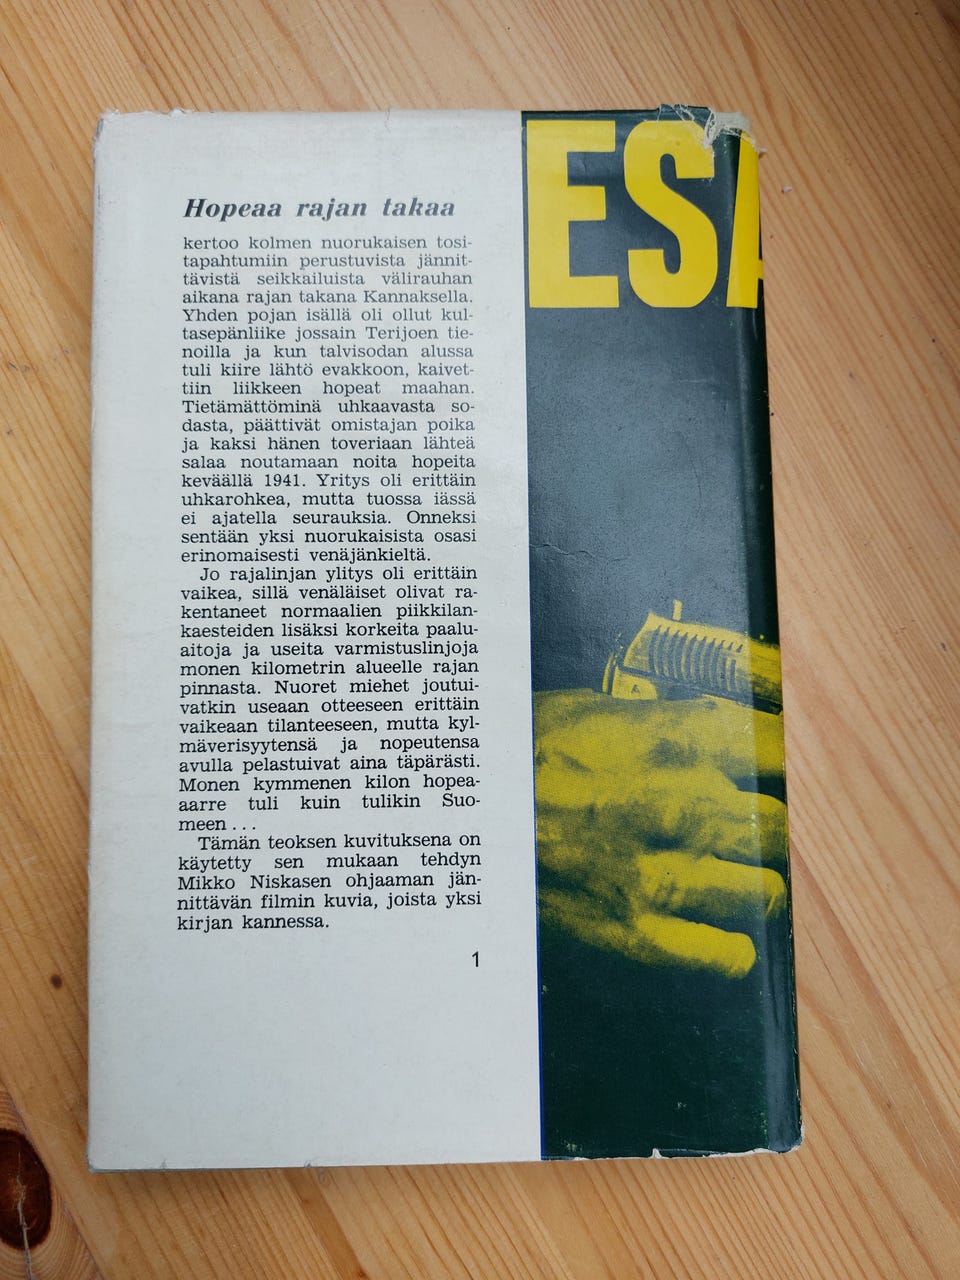 Hopeaa rajan takaa
kertoo kolmen nuorukaisen tosi-
tapahtumiin perustuvista jännit-
tävistä seikkailuista välirauhan
aikana rajan takana Kannaksella.
Yhden pojan isällä oli ollut kul-
tasepänliike jossain Terijoen tie-
noilla ja kun talvisodan alussa
tuli kiire lähtö evakkoon, kaivet-
tiin liikkeen hopeat maahan.
Tietämättöminä uhkaavasta so-
dasta, päättivät omistajan poika
ja kaksi hänen toveriaan lähteä
salaa noutamaan noita hopeita
keväällä 1941. Yritys oli erittäin
uhkarohkea, mutta tuossa iässä
ei ajatella seurauksia. Onneksi
sentään yksi nuorukaisista osasi
erinomaisesti venäjänkieltä.
Jo rajalinjan ylitys oli erittäin
vaikea, sillä venäläiset olivat ra-
kentaneet normaalien piikkilan-
kaesteiden lisäksi korkeita paalu-
aitoja ja useita varmistuslinjoja
monen kilometrin alueelle rajan
pinnasta. Nuoret miehet joutui-
vatkin useaan otteeseen erittäin
vaikeaan tilanteeseen, mutta kyl-
mäverisyytensä ja nopeutensa
avulla pelastuivat aina täpärästi.
Monen kymmenen kilon hopea-
aarre tuli kuin tulikin Suo-
meen...
Tämän teoksen kuvituksena on
käytetty sen mukaan tehdyn
Mikko Niskasen ohjaaman jän-
nittävän filmin kuvia, joista yksi
kirjan kannessa.
1
ESA